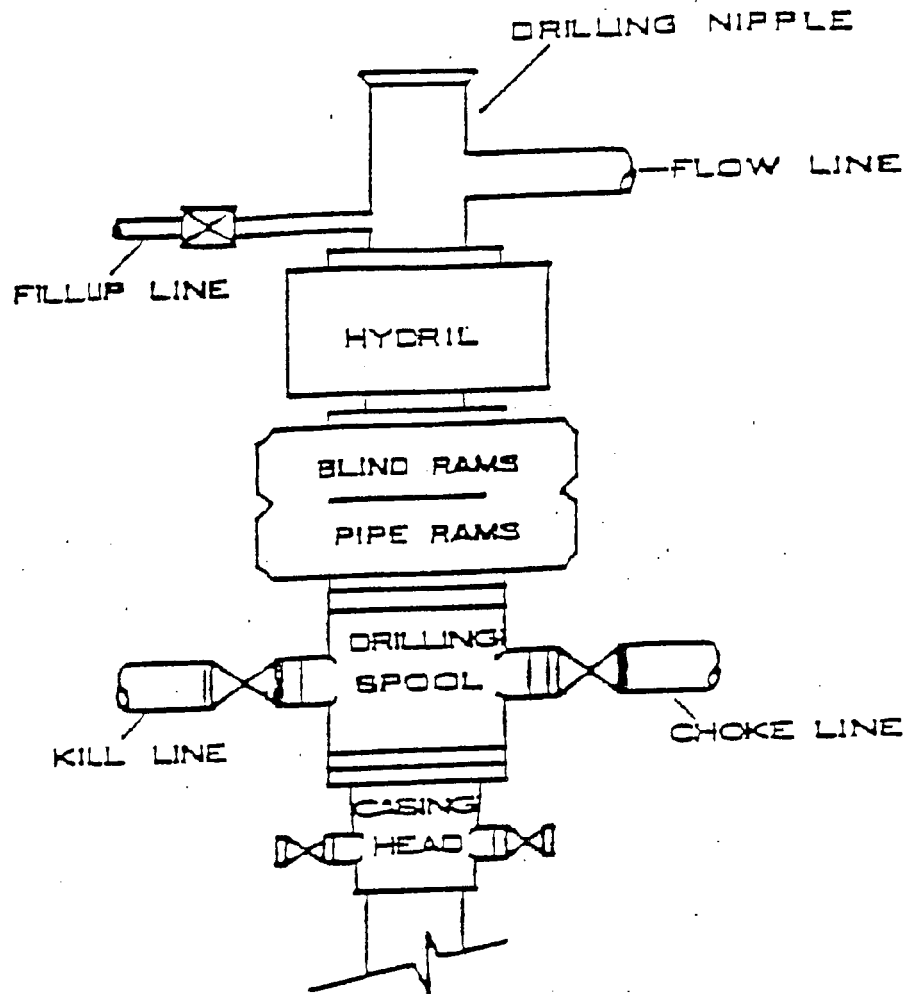 DRILLING NIPPLE
FLOW LINE
FILLUP LINE
HYDRIL
BLIND RAMS
PIPE RAMS
DRILLING
SPOOL
KILL LINE
CHOKE LINE
CASING
HEAD